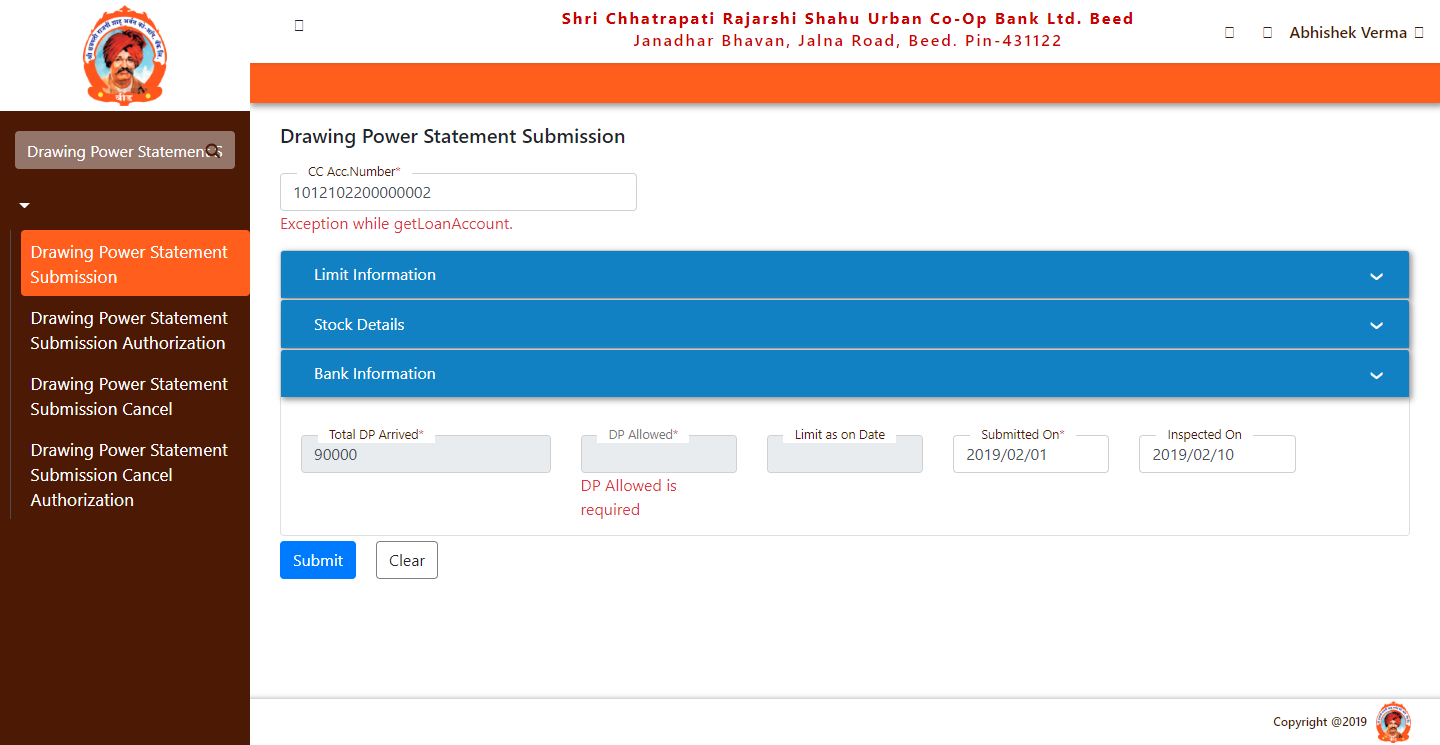 Shri Chhatrapati Rajarshi Shahu Urban Co-Op Bank Ltd. Beed
Janadhar Bhavan, Jalna Road, Beed. Pin-431122
Abhishek Verma
बीड
Drawing Power Statement S
Drawing Power Statement
Submission
Drawing Power Statement
Submission Authorization
Drawing Power Statement
Submission Cancel
Drawing Power Statement
Submission Cancel
Authorization
Drawing Power Statement Submission
CC Acc.Number*
1012102200000002
Exception while getLoanAccount.
Limit Information
Stock Details
Bank Information
Total DP Arrived*
90000
DP Allowed*
DP Allowed is
required
Limit as on Date
Submitted On*
2019/02/01
Inspected On
2019/02/10
Submit
Clear
Copyright @2019